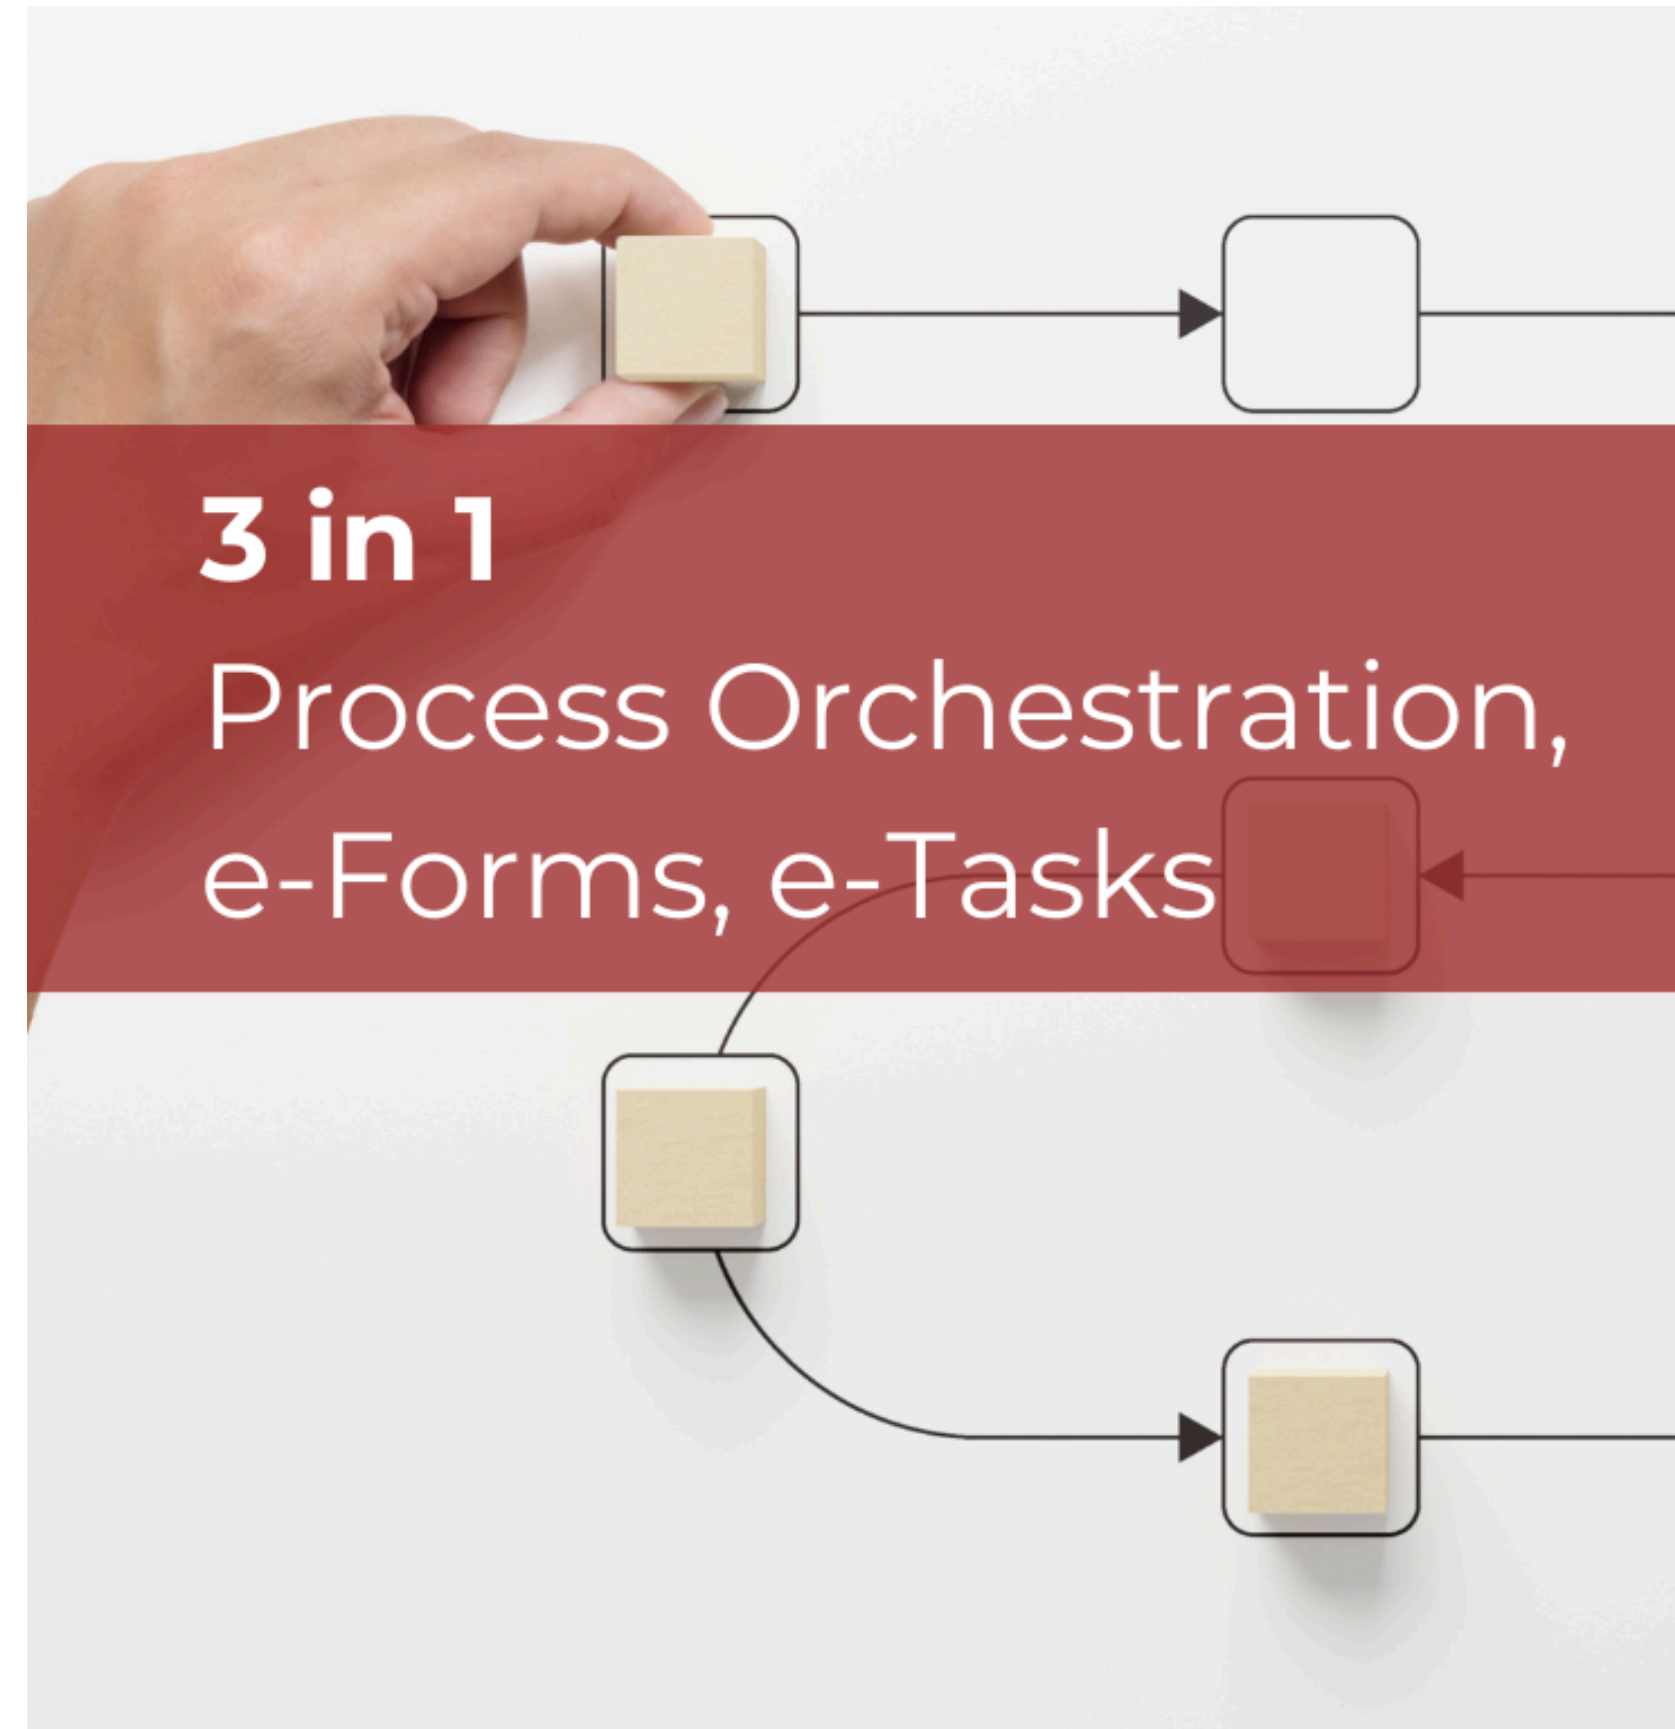 3 in 1
Process Orchestration,
e-Forms, e-Tasks